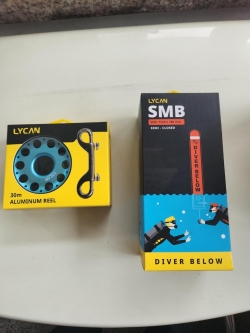 LYCAN
30m
ALUMINUM REEL
LYCAN
SMB
SEMI - CLOSED
DIVER BELOW
DIVER BELOW